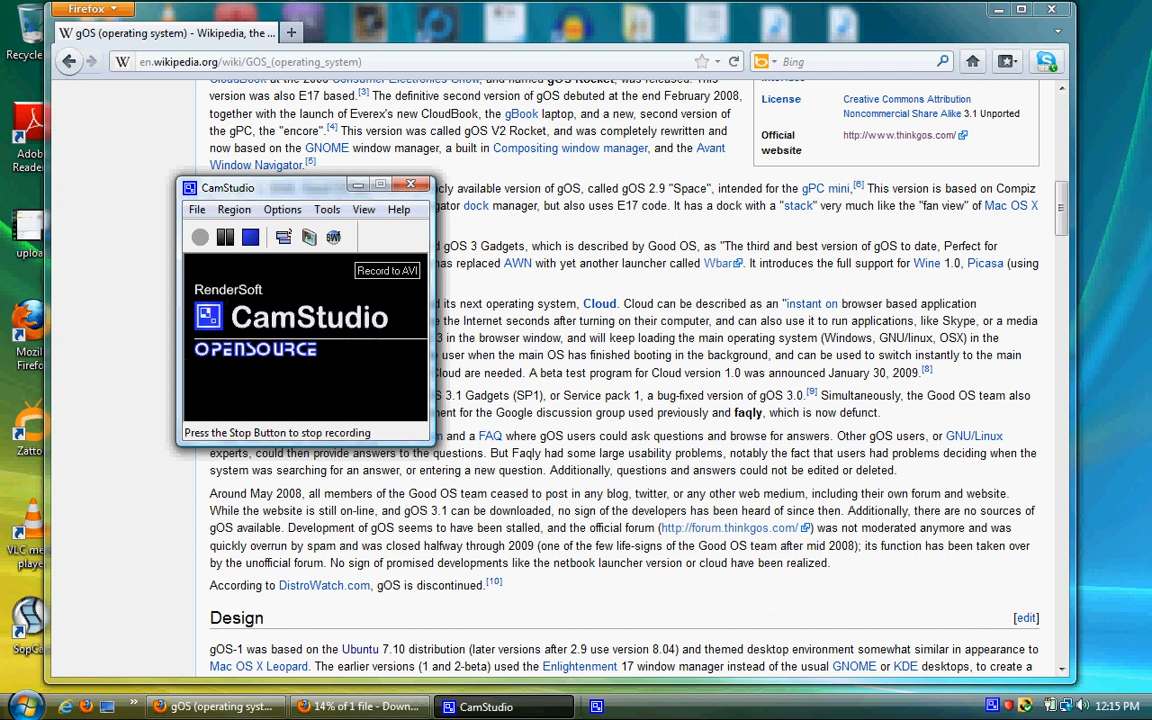 Firefox
gOS (operating system) - Wikipedia, the ...
en.wikipedia.org/wiki/GOS_(operating_system)
Bing
version was also E17 based.[3] The definitive second version of gOS debuted at the end February 2008,
together with the launch of Everex's new CloudBook, the gBook laptop, and a new, second version of
the gPC, the "encore".[4] This version was called gOS V2 Rocket, and was completely rewritten and
now based on the GNOME window manager, a built in Compositing window manager, and the Avant
Window Navigator.[5]
License
Creative Commons Attribution
Noncommercial Share Alike 3.1 Unported
Official
website
http://www.thinkgos.com/
icly available version of gOS, called gOS 2.9 "Space", intended for the gPC mini,[6] This version is based on Compiz
gator dock manager, but also uses E17 code. It has a dock with a "stack" very much like the "fan view" of Mac OS X
d gOS 3 Gadgets, which is described by Good OS, as "The third and best version of gOS to date, Perfect for
has replaced AWN with yet another launcher called Wbar. It introduces the full support for Wine 1.0, Picasa (using
its next operating system, Cloud. Cloud can be described as an "instant on browser based application
the Internet seconds after turning on their computer, and can also use it to run applications, like Skype, or a media
3 in the browser window, and will keep loading the main operating system (Windows, GNU/linux, OSX) in the
user when the main OS has finished booting in the background, and can be used to switch instantly to the main
Cloud are needed. A beta test program for Cloud version 1.0 was announced January 30, 2009.[8]
S 3.1 Gadgets (SP1), or Service pack 1, a bug-fixed version of gOS 3.0.[9] Simultaneously, the Good OS team also
ent for the Google discussion group used previously and faqly, which is now defunct.
m and a FAQ where gOS users could ask questions and browse for answers. Other gOS users, or GNU/Linux
experts, could then provide answers to the questions. But Faqly had some large usability problems, notably the fact that users had problems deciding when the
system was searching for an answer, or entering a new question. Additionally, questions and answers could not be edited or deleted.
Around May 2008, all members of the Good OS team ceased to post in any blog, twitter, or any other web medium, including their own forum and website.
While the website is still on-line, and gOS 3.1 can be downloaded, no sign of the developers has been heard of since then. Additionally, there are no sources of
gOS available. Development of gOS seems to have been stalled, and the official forum (http://forum.thinkgos.com/) was not moderated anymore and was
quickly overrun by spam and was closed halfway through 2009 (one of the few life-signs of the Good OS team after mid 2008); its function has been taken over
by the unofficial forum. No sign of promised developments like the netbook launcher version or cloud have been realized.
According to DistroWatch.com, gOS is discontinued.[10]
Design
[edit]
gOS-1 was based on the Ubuntu 7.10 distribution (later versions after 2.9 use version 8.04) and themed desktop environment somewhat similar in appearance to
Mac OS X Leopard. The earlier versions (1 and 2-beta) used the Enlightenment 17 window manager instead of the usual GNOME or KDE desktops, to create a
CamStudio
File Region Options Tools View Help
Record to AVI
RenderSoft
CamStudio
OPENSOURCE
Press the Stop Button to stop recording
Recycle
Adob
Reader
uploa
Mozil
Firefo
Zatto
VLC me
playe
SopCa
gOS (operating syst...
14% of 1 file - Down...
CamStudio
12:15 PM